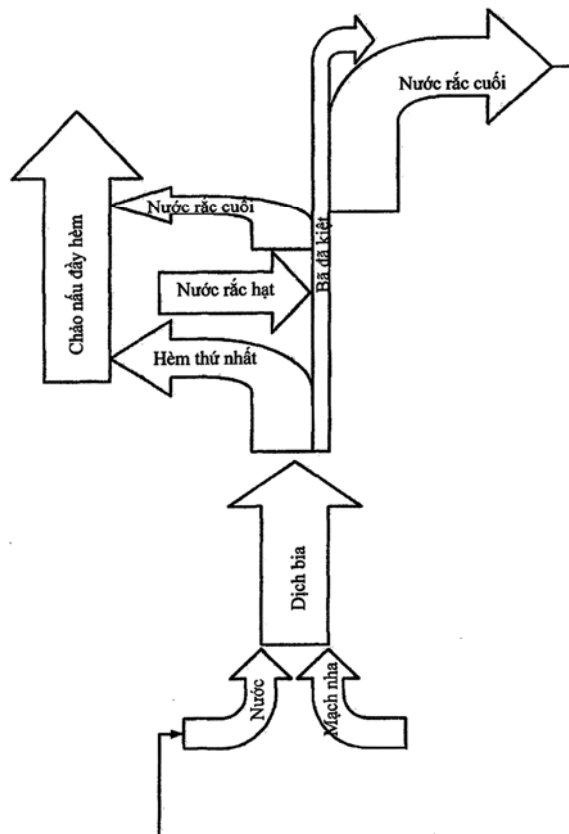 Nước rắc cuối
Nước rắc cuối
Bã đã kiệt
Chảo nấu đầy hèm
Nước rắc hạt
Hèm thứ nhất
Dịch bia
Nước
Mạch nha